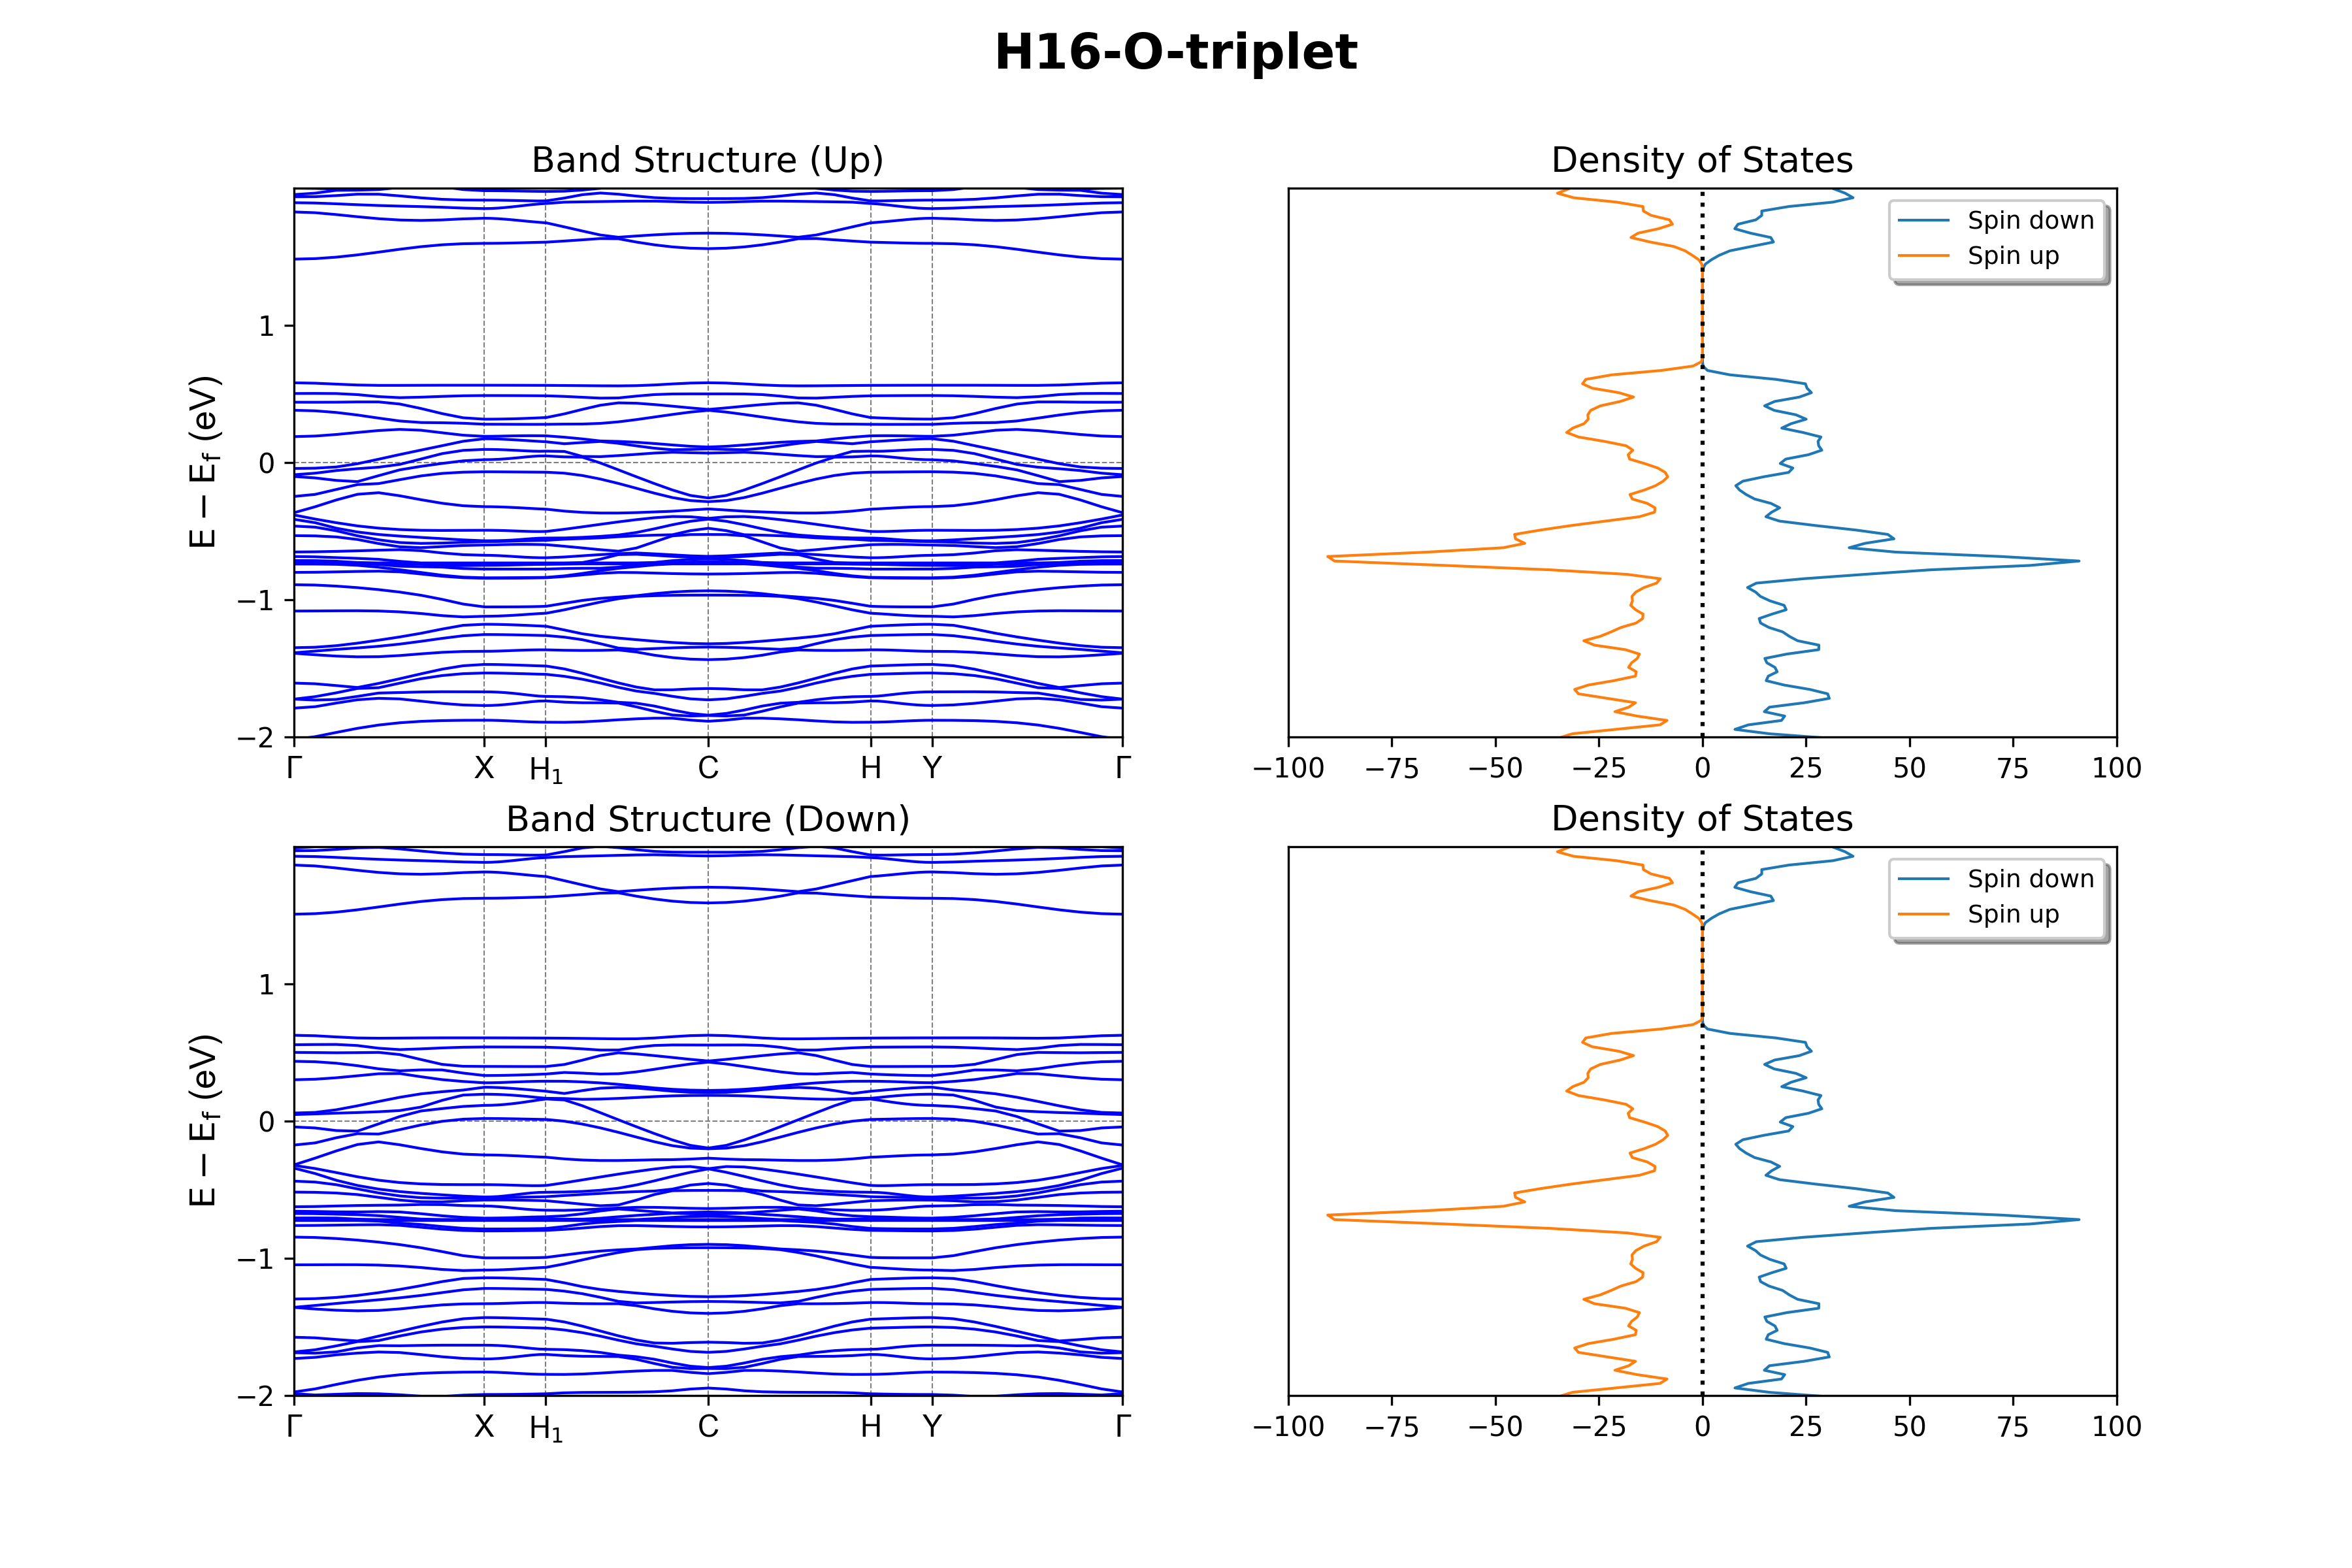 H16-O-triplet
Band Structure (Up)
E − E_f (eV)
1
0
−1
−2
Γ X H₁ C H Y Γ
Density of States
Spin down
Spin up
−100 −75 −50 −25 0 25 50 75 100
Band Structure (Down)
E − E_f (eV)
1
0
−1
−2
Γ X H₁ C H Y Γ
Density of States
Spin down
Spin up
−100 −75 −50 −25 0 25 50 75 100